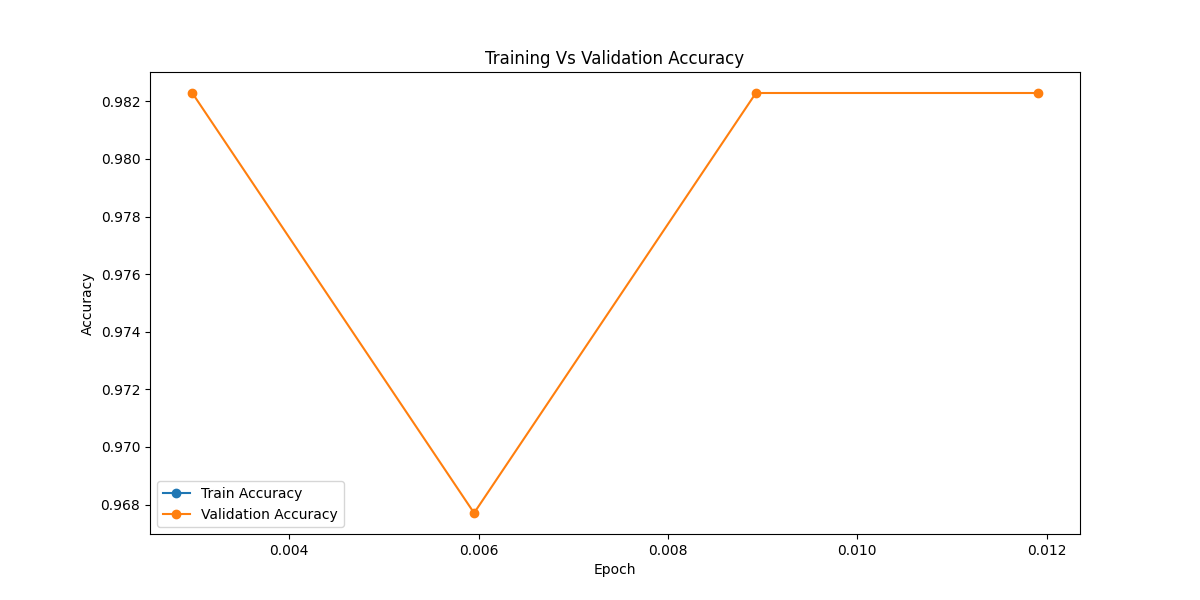 Training Vs Validation Accuracy
0.982
0.980
0.978
0.976
0.974
0.972
0.970
0.968
Accuracy
Train Accuracy
Validation Accuracy
0.004 0.006 0.008 0.010 0.012
Epoch